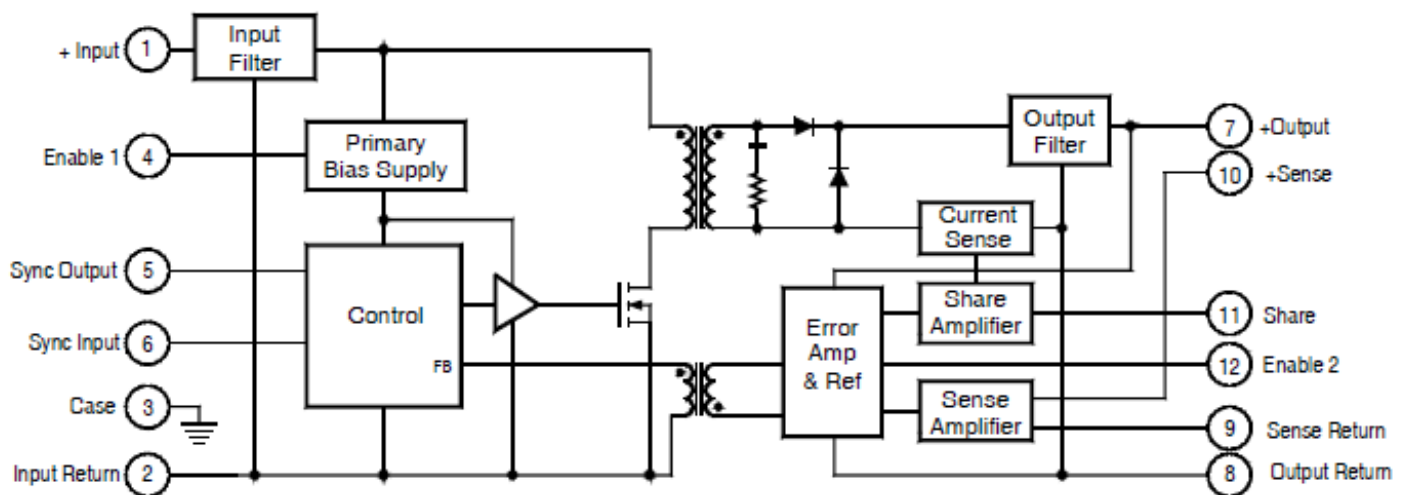 + Input 1
Input
Filter
Enable 1 4
Primary
Bias Supply
Sync Output 5
Sync Input 6
Case 3
Input Return 2
Control
FB
Output
Filter
7 +Output
10 +Sense
Current
Sense
Error
Amp
& Ref
Share
Amplifier
11 Share
12 Enable 2
Sense
Amplifier
9 Sense Return
8 Output Return